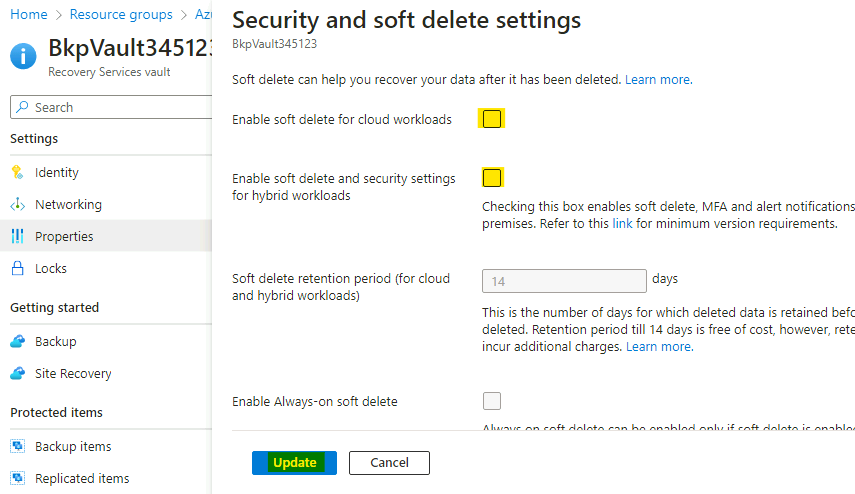 Home > Resource groups > Az
BkpVault34512
Recovery Services vault
Search
Settings
Identity
Networking
Properties
Locks
Getting started
Backup
Site Recovery
Protected items
Backup items
Replicated items
Security and soft delete settings
BkpVault345123
Soft delete can help you recover your data after it has been deleted. Learn more.
Enable soft delete for cloud workloads
Enable soft delete and security settings
for hybrid workloads
Checking this box enables soft delete, MFA and alert notifications
premises. Refer to this link for minimum version requirements.
Soft delete retention period (for cloud
and hybrid workloads)
14 days
This is the number of days for which deleted data is retained befo
deleted. Retention period till 14 days is free of cost, however, rete
incur additional charges. Learn more.
Enable Always-on soft delete
Always on soft delete can be enabled only if soft delete is enable
Update
Cancel